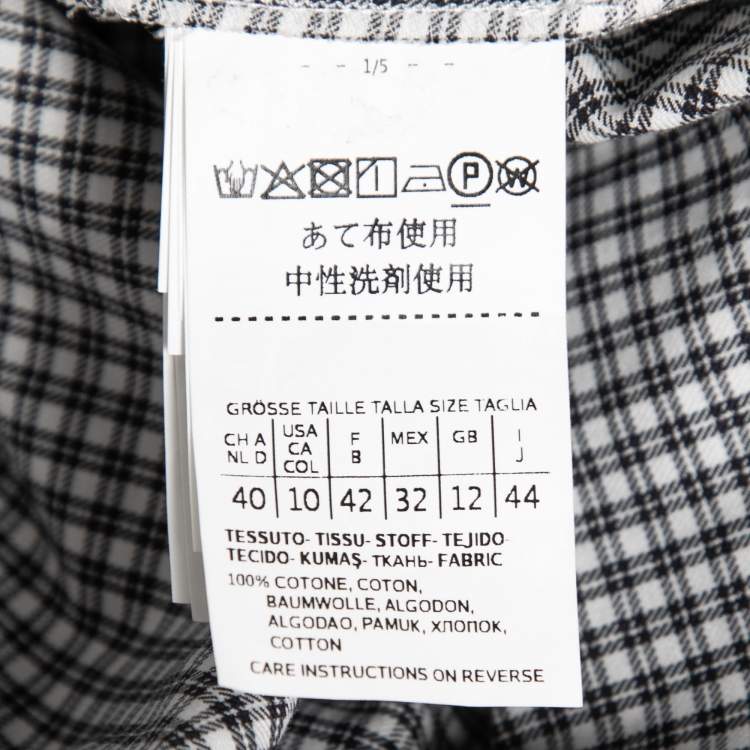 - - 1/5 - -
P W
あて布使用
中性洗剤使用
GRÖSSE TAILLE TALLA SIZE TAGLIA
CH A USA F MEX GB I
NL D CA B J
COL
40 10 42 32 12 44
TESSUTO- TISSU- STOFF- TEJIDO-
TECIDO- KUMAŞ- ТКАНЬ- FABRIC
100% COTONE, COTON,
BAUMWOLLE, ALGODON,
ALGODAO, PAMUK, ХЛОПОК,
COTTON
CARE INSTRUCTIONS ON REVERSE